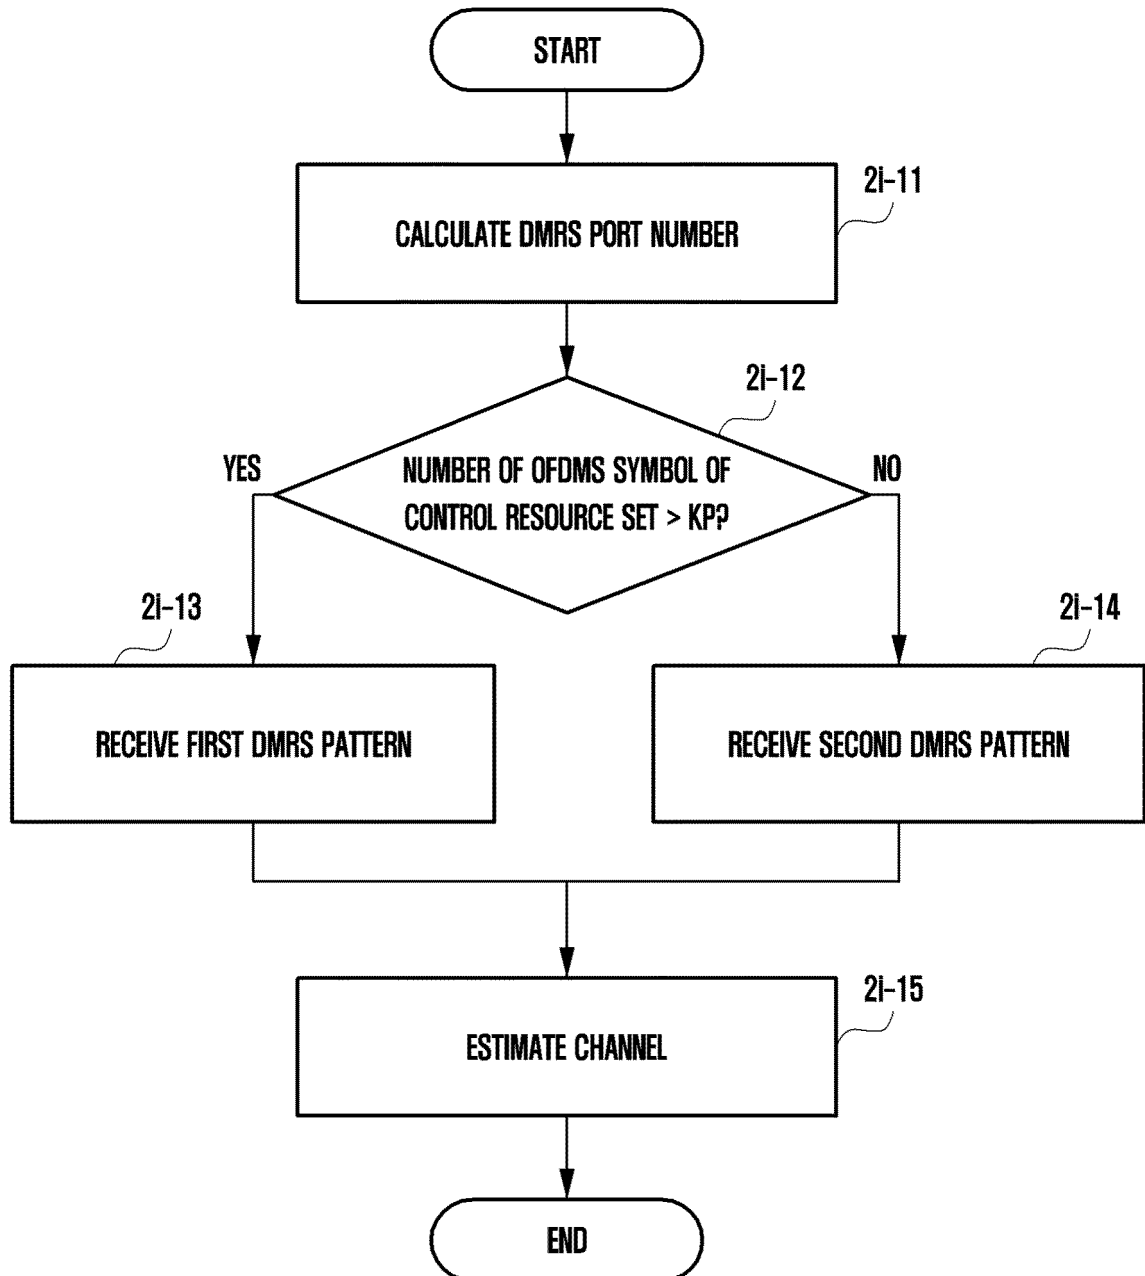 START
2i-11
CALCULATE DMRS PORT NUMBER
2i-12
YES
NUMBER OF OFDMS SYMBOL OF
NO
CONTROL RESOURCE SET > KP?
2i-13
2i-14
RECEIVE FIRST DMRS PATTERN
RECEIVE SECOND DMRS PATTERN
2i-15
ESTIMATE CHANNEL
END